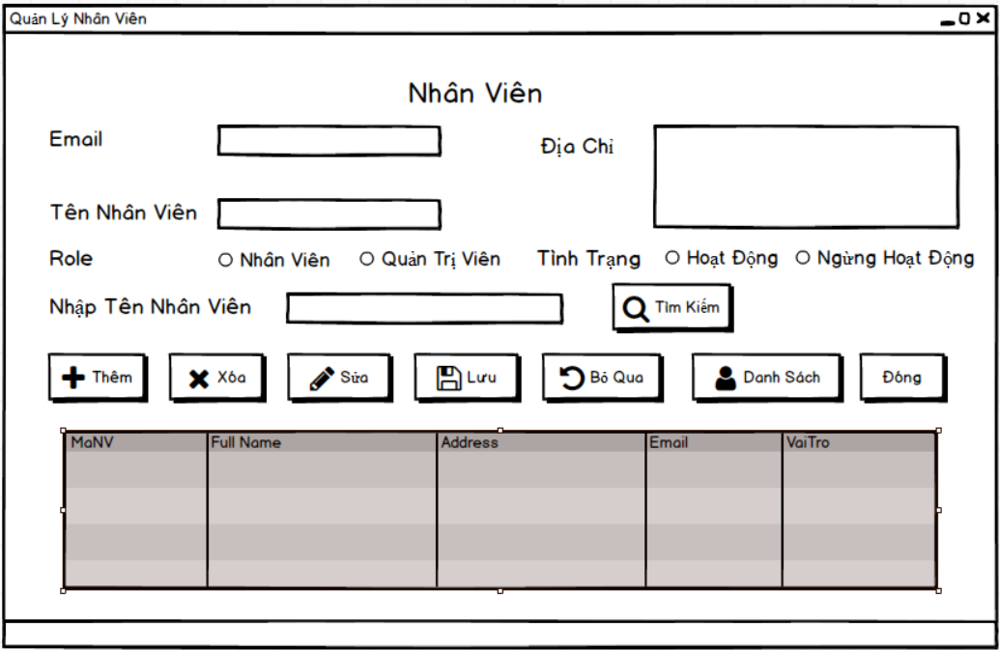 Quản Lý Nhân Viên
Nhân Viên
Email
Địa Chỉ
Tên Nhân Viên
Role Nhân Viên Quản Trị Viên Tình Trạng Hoạt Động Ngừng Hoạt Động
Nhập Tên Nhân Viên Tìm Kiếm
Thêm Xóa Sửa Lưu Bỏ Qua Danh Sách Đóng
MaNV Full Name Address Email VaiTro